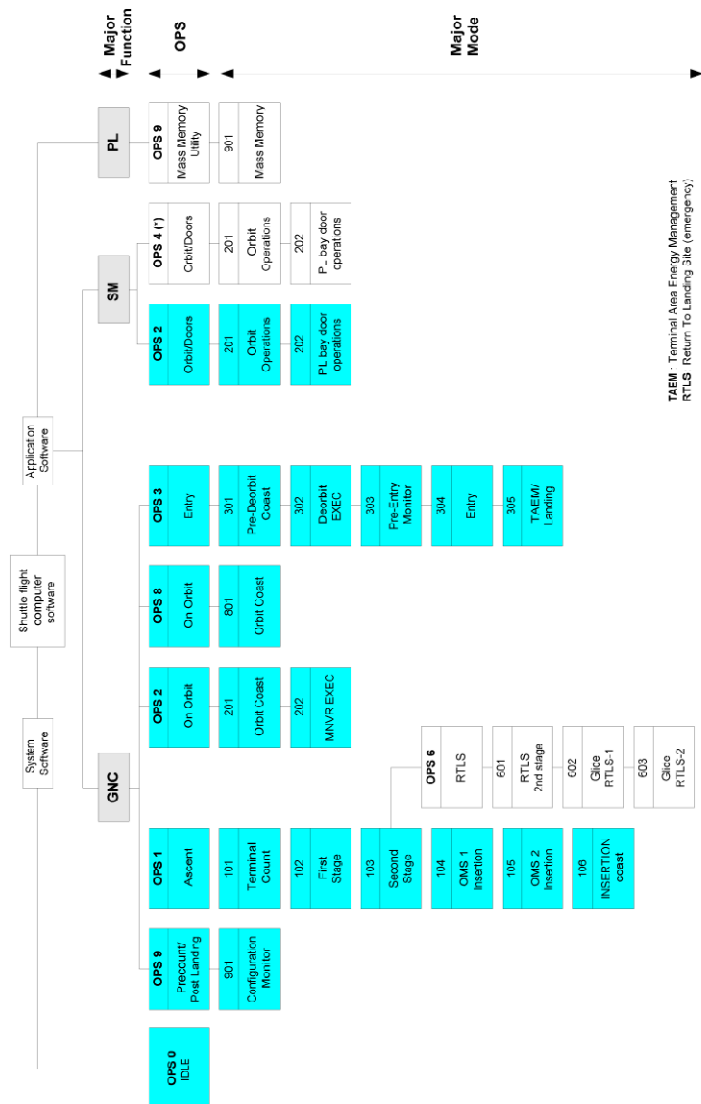 Shuttle flight
computer
software
System
Software
Application
Software
GNC
SM
PL
Major
Function
OPS
Major
Mode
OPS 0
IDLE
OPS 9
Precount/
Post Landing
901
Configuration
Monitor
OPS 1
Ascent
101
Terminal
Count
102
First
Stage
103
Second
Stage
104
OMS 1
Insertion
105
OMS 2
Insertion
106
INSERTION
coast
OPS 6
RTLS
601
RTLS
2nd stage
602
Glice
RTLS-1
603
Glice
RTLS-2
OPS 2
On Orbit
201
Orbit Coast
202
MNVR EXEC
OPS 8
On Orbit
801
Orbit Coast
OPS 3
Entry
301
Pre-Deorbit
Coast
302
Deorbit
EXEC
303
Pre-Entry
Monitor
304
Entry
305
TAEM/
Landing
OPS 2
Orbit/Doors
201
Orbit
Operations
202
PL bay door
operations
OPS 4 (*)
Orbit/Doors
201
Orbit
Operations
202
PL bay door
operations
OPS 9
Mass Memory
Utility
901
Mass Memory
TAEM : Terminal Area Energy Management
RTLS : Return To Landing Site (emergency)